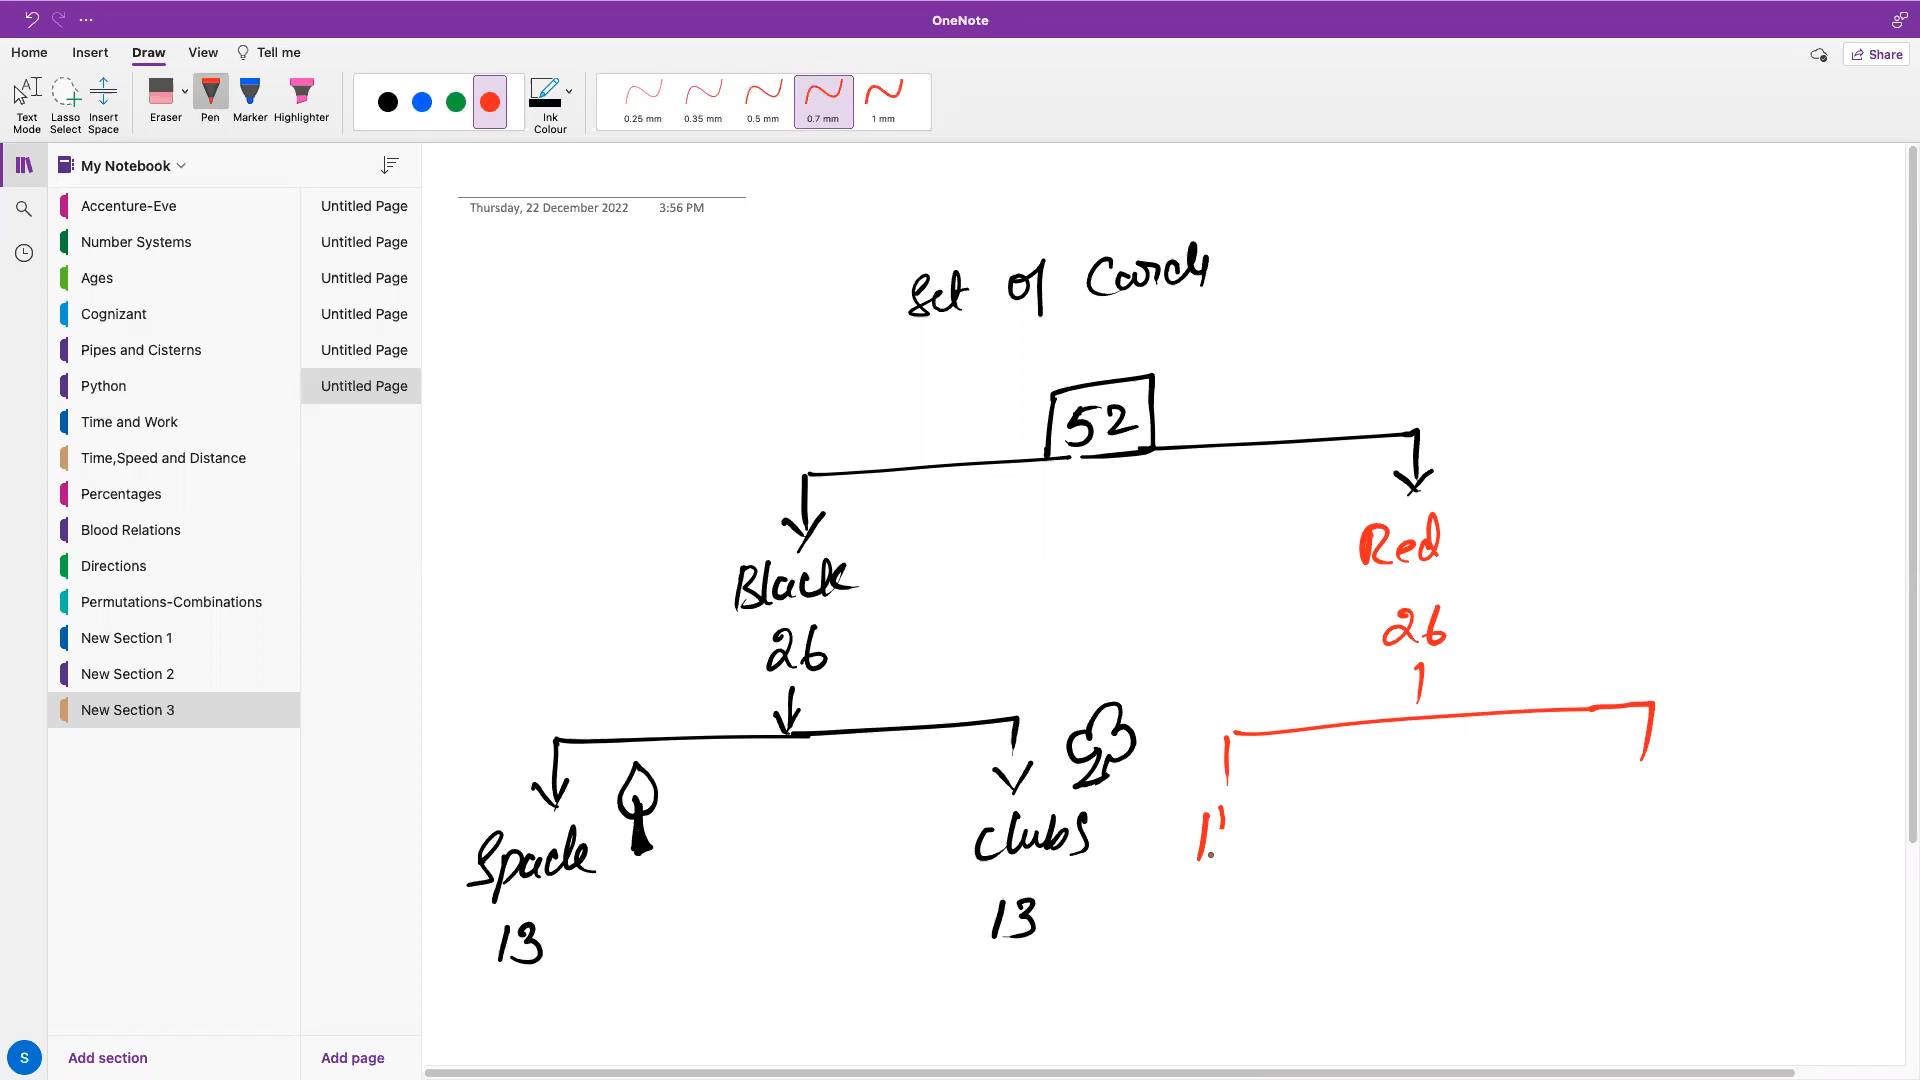 OneNote
Home Insert Draw View Tell me
Share
Text Mode
Lasso Select
Insert Space
Eraser
Pen
Marker
Highlighter
Ink Colour
0.25 mm
0.35 mm
0.5 mm
0.7 mm
1 mm
My Notebook
Accenture-Eve
Number Systems
Ages
Cognizant
Pipes and Cisterns
Python
Time and Work
Time,Speed and Distance
Percentages
Blood Relations
Directions
Permutations-Combinations
New Section 1
New Section 2
New Section 3
Add section
Untitled Page
Untitled Page
Untitled Page
Untitled Page
Untitled Page
Untitled Page
Add page
S
Thursday, 22 December 2022 3:56 PM
Set of Cards
52
Black
26
Red
26
Spade
13
Clubs
13